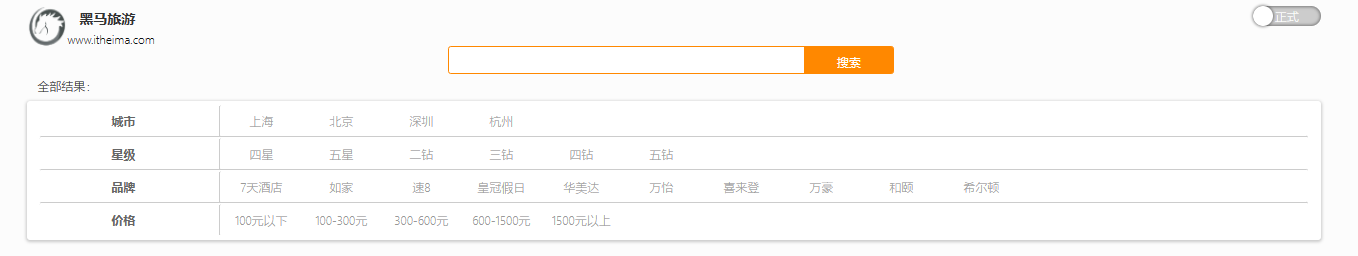 黑马旅游
正式
www.itheima.com
搜索
全部结果:
城市 上海 北京 深圳 杭州
星级 四星 五星 二钻 三钻 四钻 五钻
品牌 7天酒店 如家 速8 皇冠假日 华美达 万怡 喜来登 万豪 和颐 希尔顿
价格 100元以下 100-300元 300-600元 600-1500元 1500元以上